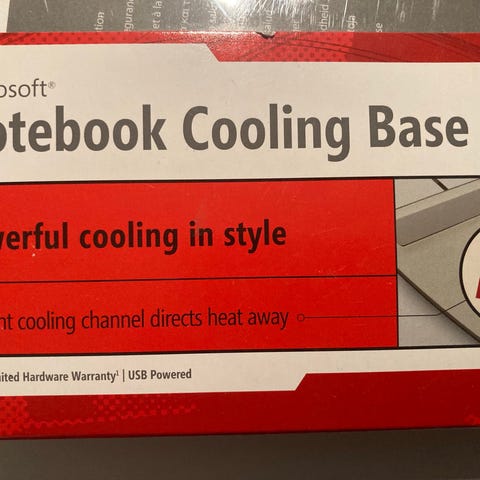 osoft®
otebook Cooling Base
werful cooling in style
nt cooling channel directs heat away
ited Hardware Warranty¹ | USB Powered